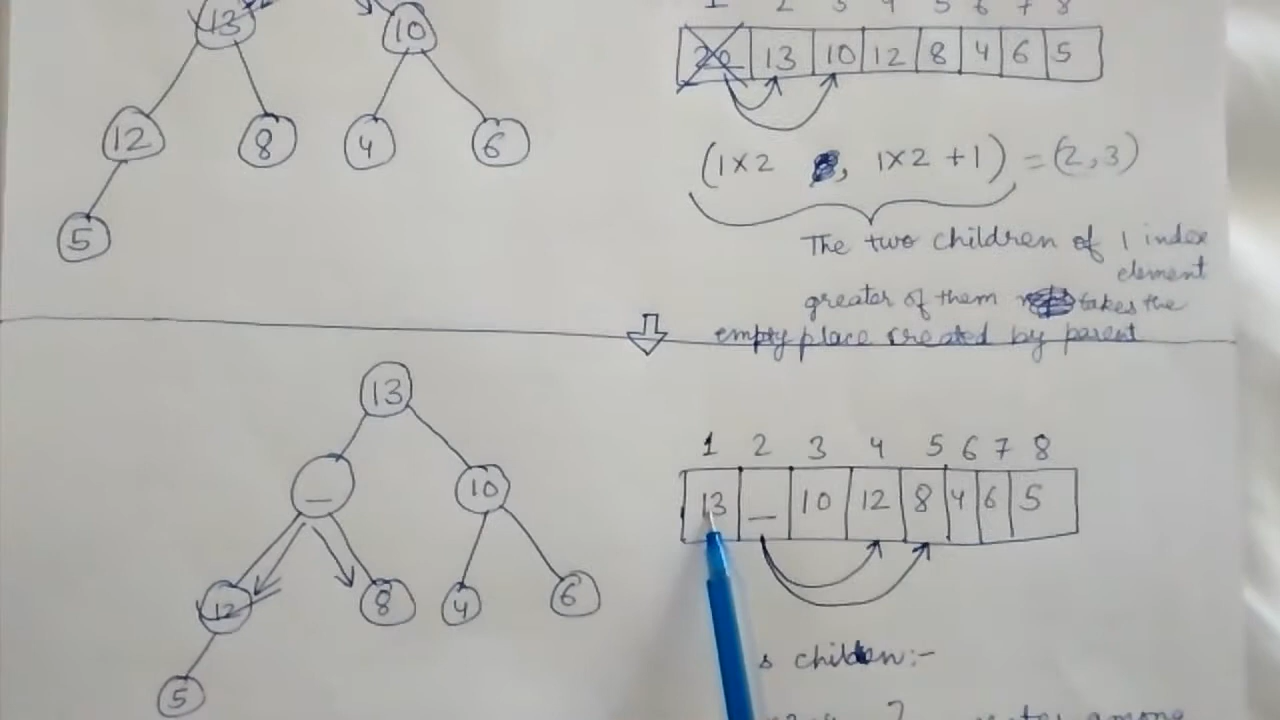 1 2 3 4 5 6 7 8
13 10
20 13 10 12 8 4 6 5
12 8 4 6
(1×2 , 1×2+1) = (2,3)
5
The two children of 1 index
element
greater of them takes the
empty place created by parent
13
1 2 3 4 5 6 7 8
_ 10
13 _ 10 12 8 4 6 5
12 8 4 6
s children:-
5
among